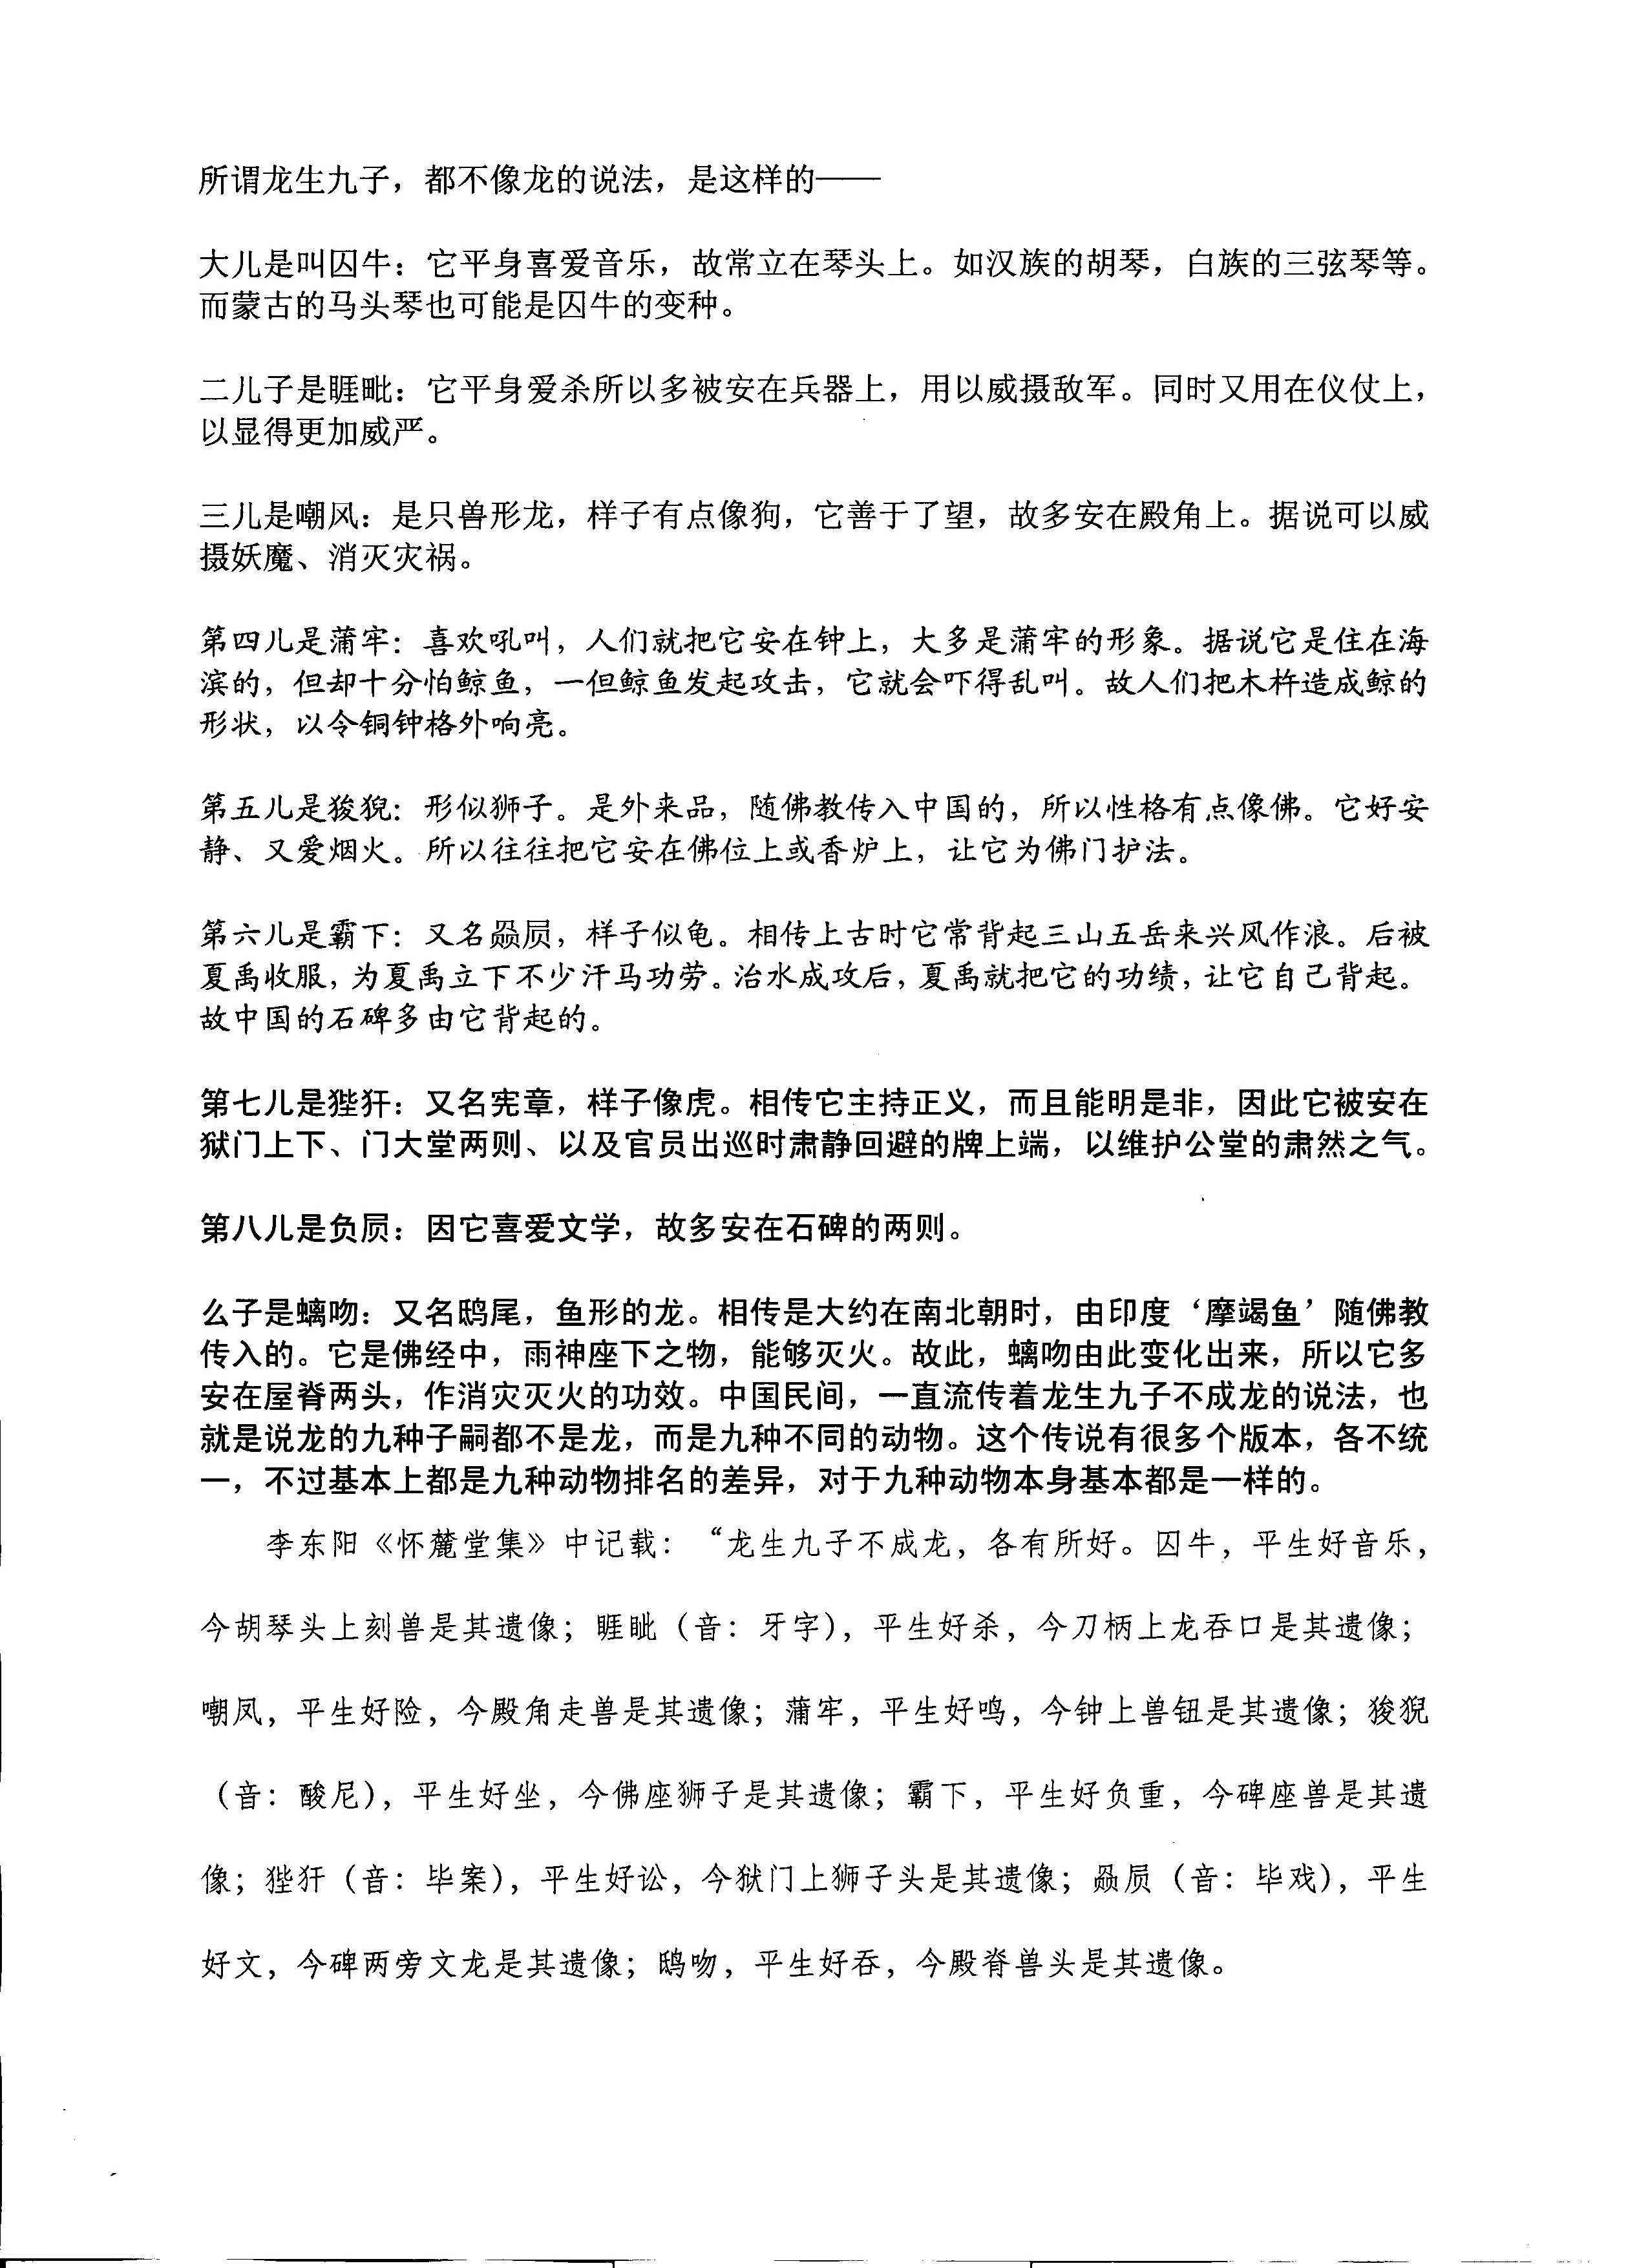 所谓龙生九子，都不像龙的说法，是这样的——
大儿是叫囚牛：它平身喜爱音乐，故常立在琴头上。如汉族的胡琴，白族的三弦琴等。
而蒙古的马头琴也可能是囚牛的变种。
二儿子是睚毗：它平身爱杀所以多被安在兵器上，用以威摄敌军。同时又用在仪仗上，
以显得更加威严。
三儿是嘲风：是只兽形龙，样子有点像狗，它善于了望，故多安在殿角上。据说可以威
摄妖魔、消灭灾祸。
第四儿是蒲牢：喜欢吼叫，人们就把它安在钟上，大多是蒲牢的形象。据说它是住在海
滨的，但却十分怕鲸鱼，一但鲸鱼发起攻击，它就会吓得乱叫。故人们把木杵造成鲸的
形状，以令铜钟格外响亮。
第五儿是狻猊：形似狮子。是外来品，随佛教传入中国的，所以性格有点像佛。它好安
静、又爱烟火。所以往往把它安在佛位上或香炉上，让它为佛门护法。
第六儿是霸下：又名赑屃，样子似龟。相传上古时它常背起三山五岳来兴风作浪。后被
夏禹收服，为夏禹立下不少汗马功劳。治水成攻后，夏禹就把它的功绩，让它自己背起。
故中国的石碑多由它背起的。
第七儿是狴犴：又名宪章，样子像虎。相传它主持正义，而且能明是非，因此它被安在
狱门上下、门大堂两则、以及官员出巡时肃静回避的牌上端，以维护公堂的肃然之气。
第八儿是负屃：因它喜爱文学，故多安在石碑的两则。
么子是螭吻：又名鸱尾，鱼形的龙。相传是大约在南北朝时，由印度‘摩竭鱼’随佛教
传入的。它是佛经中，雨神座下之物，能够灭火。故此，螭吻由此变化出来，所以它多
安在屋脊两头，作消灾灭火的功效。中国民间，一直流传着龙生九子不成龙的说法，也
就是说龙的九种子嗣都不是龙，而是九种不同的动物。这个传说有很多个版本，各不统
一，不过基本上都是九种动物排名的差异，对于九种动物本身基本都是一样的。
李东阳《怀麓堂集》中记载：“龙生九子不成龙，各有所好。囚牛，平生好音乐，
今胡琴头上刻兽是其遗像；睚眦（音：牙字），平生好杀，今刀柄上龙吞口是其遗像；
嘲凤，平生好险，今殿角走兽是其遗像；蒲牢，平生好鸣，今钟上兽钮是其遗像；狻猊
（音：酸尼），平生好坐，今佛座狮子是其遗像；霸下，平生好负重，今碑座兽是其遗
像；狴犴（音：毕案），平生好讼，今狱门上狮子头是其遗像；赑屃（音：毕戏），平生
好文，今碑两旁文龙是其遗像；鸱吻，平生好吞，今殿脊兽头是其遗像。